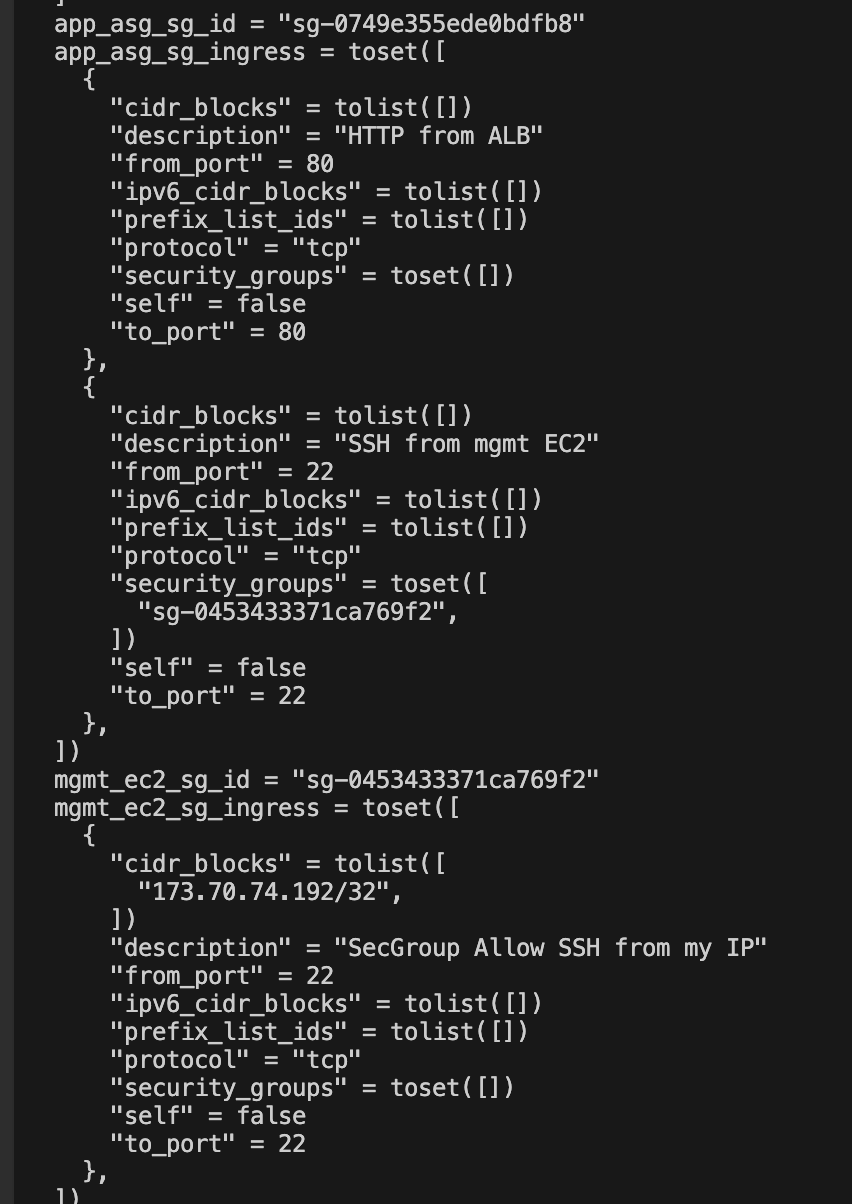 ]
app_asg_sg_id = "sg-0749e355ede0bdfb8"
app_asg_sg_ingress = toset([
  {
    "cidr_blocks" = tolist([])
    "description" = "HTTP from ALB"
    "from_port" = 80
    "ipv6_cidr_blocks" = tolist([])
    "prefix_list_ids" = tolist([])
    "protocol" = "tcp"
    "security_groups" = toset([])
    "self" = false
    "to_port" = 80
  },
  {
    "cidr_blocks" = tolist([])
    "description" = "SSH from mgmt EC2"
    "from_port" = 22
    "ipv6_cidr_blocks" = tolist([])
    "prefix_list_ids" = tolist([])
    "protocol" = "tcp"
    "security_groups" = toset([
      "sg-0453433371ca769f2",
    ])
    "self" = false
    "to_port" = 22
  },
])
mgmt_ec2_sg_id = "sg-0453433371ca769f2"
mgmt_ec2_sg_ingress = toset([
  {
    "cidr_blocks" = tolist([
      "173.70.74.192/32",
    ])
    "description" = "SecGroup Allow SSH from my IP"
    "from_port" = 22
    "ipv6_cidr_blocks" = tolist([])
    "prefix_list_ids" = tolist([])
    "protocol" = "tcp"
    "security_groups" = toset([])
    "self" = false
    "to_port" = 22
  },
])